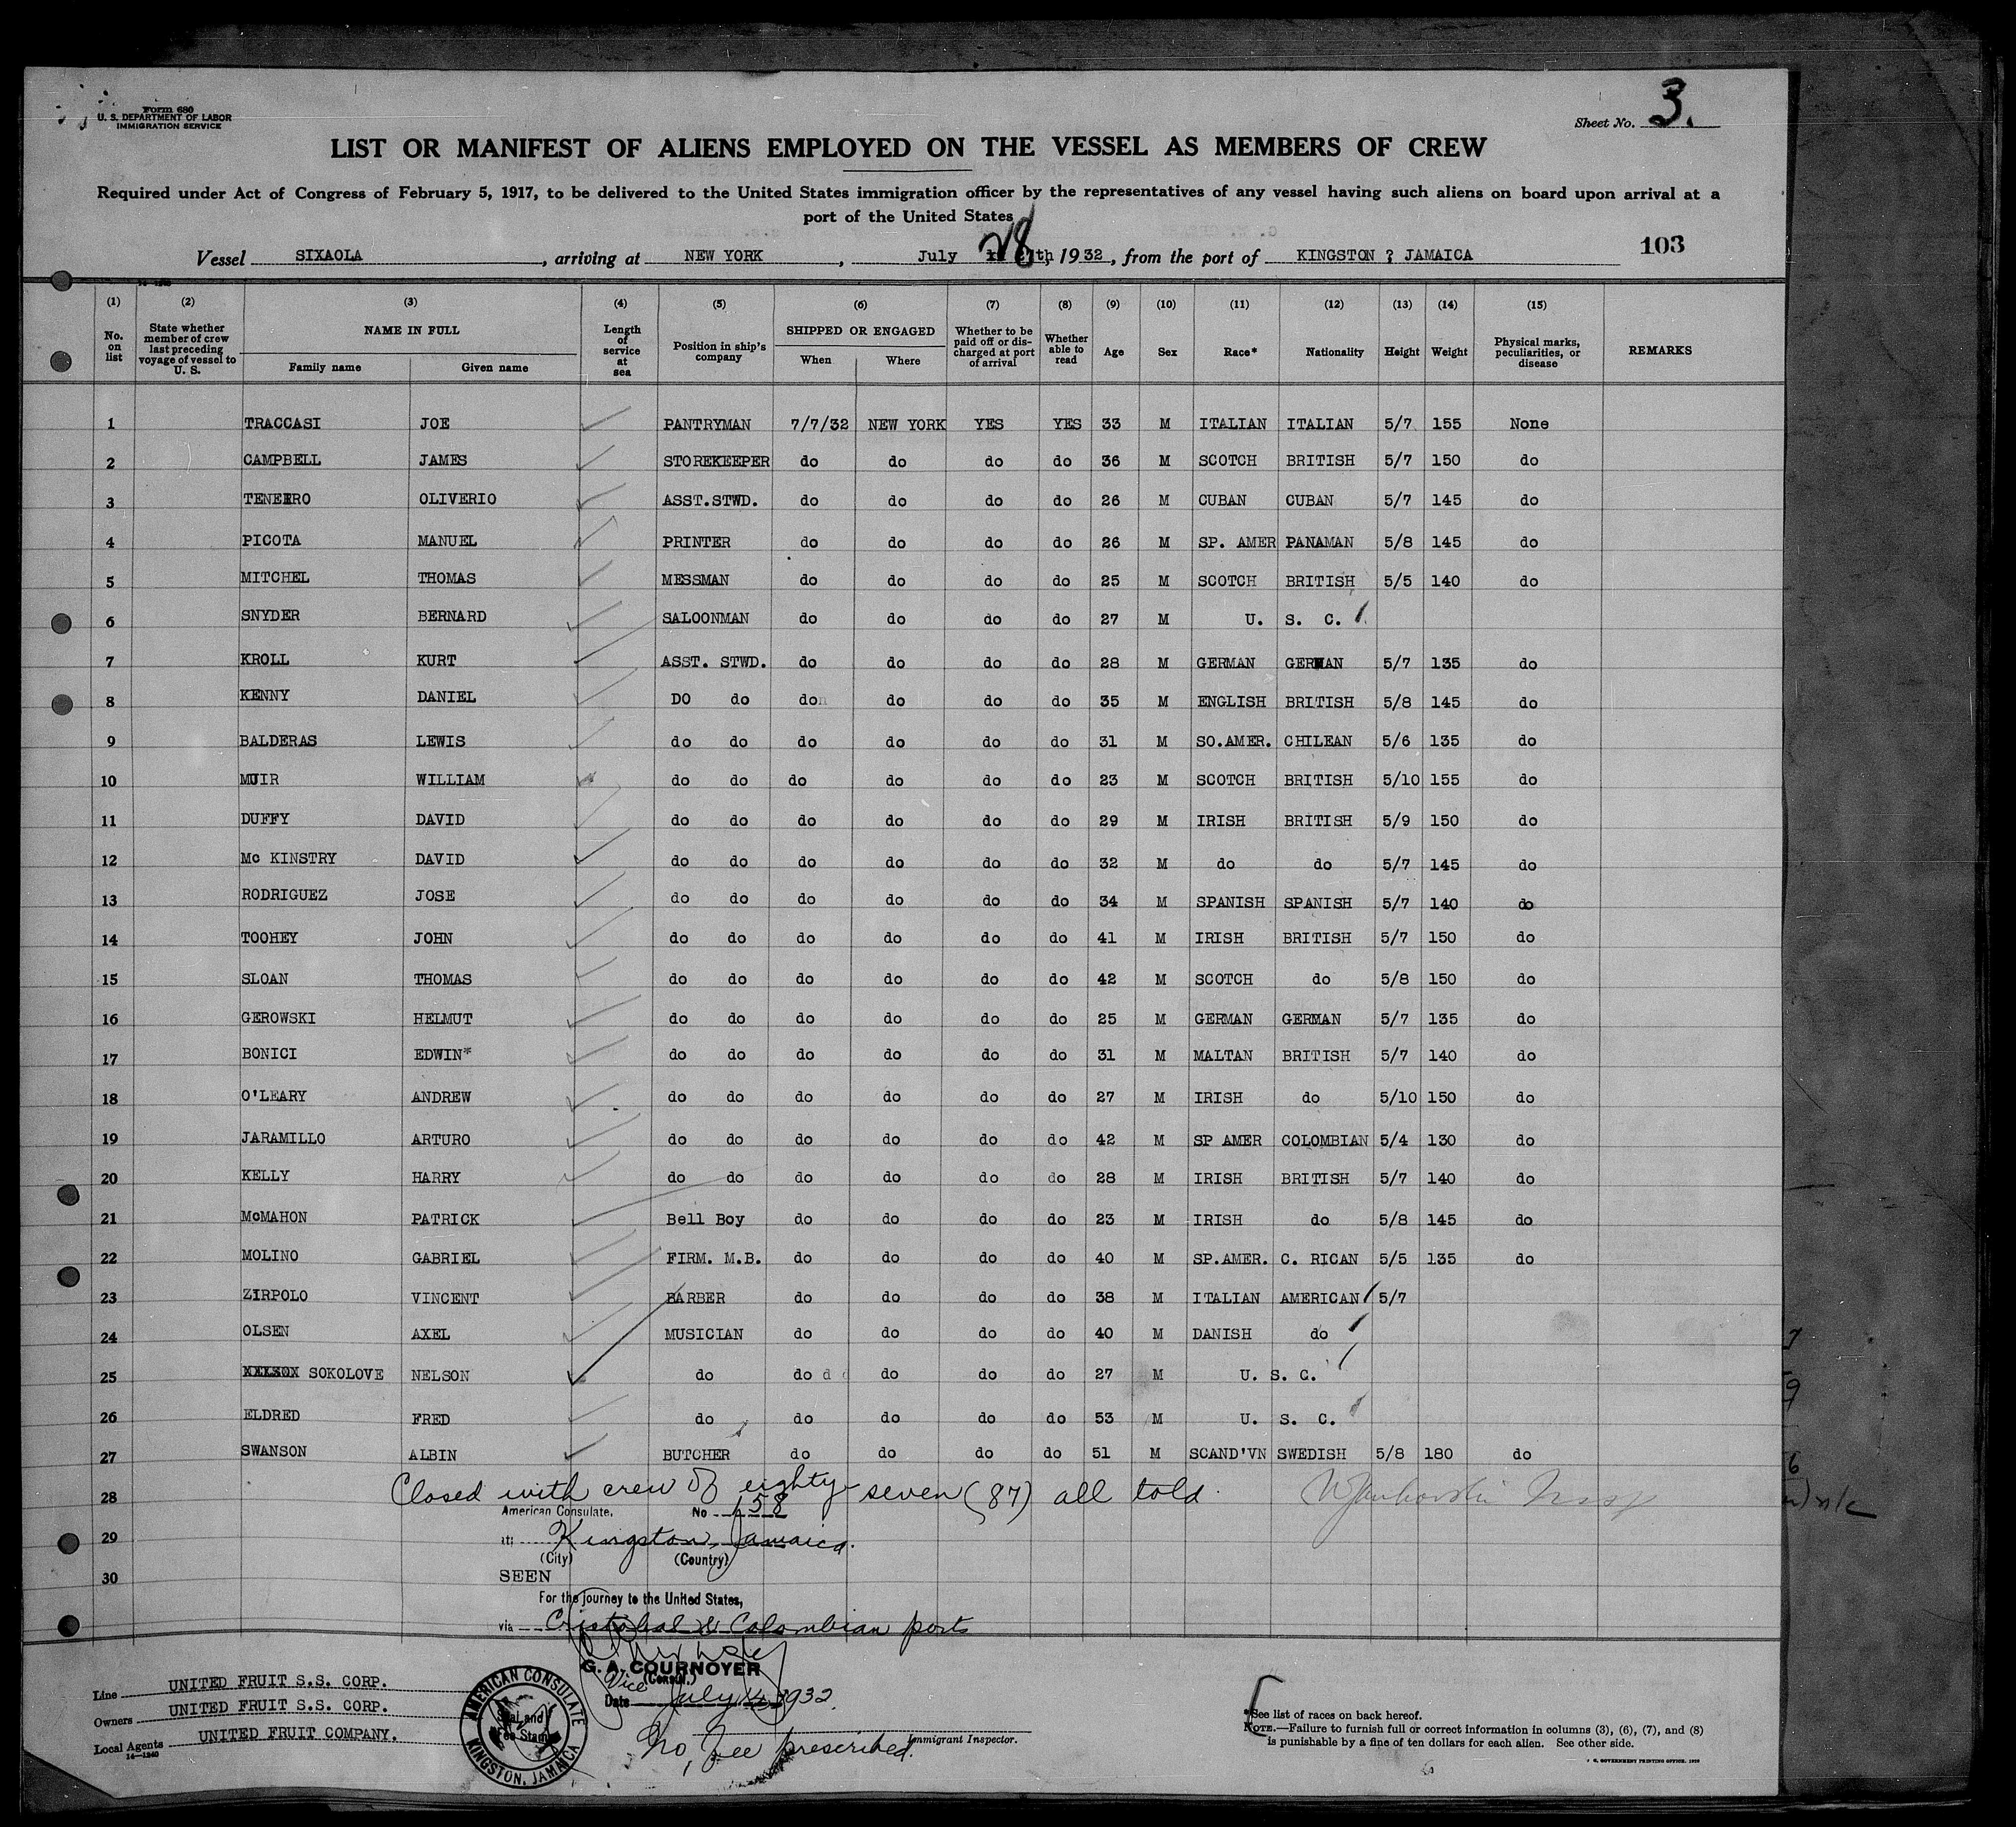 Form 680
U. S. DEPARTMENT OF LABOR
IMMIGRATION SERVICE
Sheet No. 3.
LIST OR MANIFEST OF ALIENS EMPLOYED ON THE VESSEL AS MEMBERS OF CREW
Required under Act of Congress of February 5, 1917, to be delivered to the United States immigration officer by the representatives of any vessel having such aliens on board upon arrival at a
port of the United States
Vessel SIXAOLA, arriving at NEW YORK, July 28 th, 1932, from the port of KINGSTON ? JAMAICA 103
(1) (2) (3) (4) (5) (6) (7) (8) (9) (10) (11) (12) (13) (14) (15)
No. on list State whether member of crew last preceding voyage of vessel to U. S. NAME IN FULL Family name Given name Length of service at sea Position in ship's company SHIPPED OR ENGAGED When Where Whether to be paid off or discharged at port of arrival Whether able to read Age Sex Race* Nationality Height Weight Physical marks, peculiarities, or disease REMARKS
1 TRACCASI JOE PANTRYMAN 7/7/32 NEW YORK YES YES 33 M ITALIAN ITALIAN 5/7 155 None
2 CAMPBELL JAMES STOREKEEPER do do do do 36 M SCOTCH BRITISH 5/7 150 do
3 TENERRO OLIVERIO ASST.STWD. do do do do 26 M CUBAN CUBAN 5/7 145 do
4 PICOTA MANUEL PRINTER do do do do 26 M SP. AMER PANAMAN 5/8 145 do
5 MITCHEL THOMAS MESSMAN do do do do 25 M SCOTCH BRITISH 5/5 140 do
6 SNYDER BERNARD SALOONMAN do do do do 27 M U. S. C.
7 KROLL KURT ASST. STWD. do do do do 28 M GERMAN GERMAN 5/7 135 do
8 KENNY DANIEL DO do do do do do 35 M ENGLISH BRITISH 5/8 145 do
9 BALDERAS LEWIS do do do do do do 31 M SO.AMER. CHILEAN 5/6 135 do
10 MUIR WILLIAM do do do do do do 23 M SCOTCH BRITISH 5/10 155 do
11 DUFFY DAVID do do do do do do 29 M IRISH BRITISH 5/9 150 do
12 Mc KINSTRY DAVID do do do do do do 32 M do do 5/7 145 do
13 RODRIGUEZ JOSE do do do do do do 34 M SPANISH SPANISH 5/7 140 do
14 TOOHEY JOHN do do do do do do 41 M IRISH BRITISH 5/7 150 do
15 SLOAN THOMAS do do do do do do 42 M SCOTCH do 5/8 150 do
16 GEROWSKI HELMUT do do do do do do 25 M GERMAN GERMAN 5/7 135 do
17 BONICI EDWIN* do do do do do do 31 M MALTAN BRITISH 5/7 140 do
18 O'LEARY ANDREW do do do do do do 27 M IRISH do 5/10 150 do
19 JARAMILLO ARTURO do do do do do do 42 M SP AMER COLOMBIAN 5/4 130 do
20 KELLY HARRY do do do do do do 28 M IRISH BRITISH 5/7 140 do
21 McMAHON PATRICK Bell Boy do do do do 23 M IRISH do 5/8 145 do
22 MOLINO GABRIEL FIRM. M.B. do do do do 40 M SP.AMER. C. RICAN 5/5 135 do
23 ZIRPOLO VINCENT BARBER do do do do 38 M ITALIAN AMERICAN 5/7
24 OLSEN AXEL MUSICIAN do do do do 40 M DANISH do
25 SOKOLOVE NELSON do do do do do 27 M U. S. C.
26 ELDRED FRED do do do do do 53 M U. S. C.
27 SWANSON ALBIN BUTCHER do do do do 51 M SCAND'VN SWEDISH 5/8 180 do
28 Closed with crew of eighty-seven (87) all told.
American Consulate, No 158
29 at Kingston, Jamaica.
(City) (Country)
30 SEEN
For the journey to the United States,
via Cristobal & Colombian ports
G. A. COURNOYER
Vice (Consul.)
Date July 14, 1932.
No fee prescribed.
Immigrant Inspector.
AMERICAN CONSULATE
KINGSTON, JAMAICA
Seal and
Fee Stamp
Line UNITED FRUIT S.S. CORP.
Owners UNITED FRUIT S.S. CORP.
Local Agents UNITED FRUIT COMPANY.
14—1240
*See list of races on back hereof.
NOTE.—Failure to furnish full or correct information in columns (3), (6), (7), and (8)
is punishable by a fine of ten dollars for each alien. See other side.